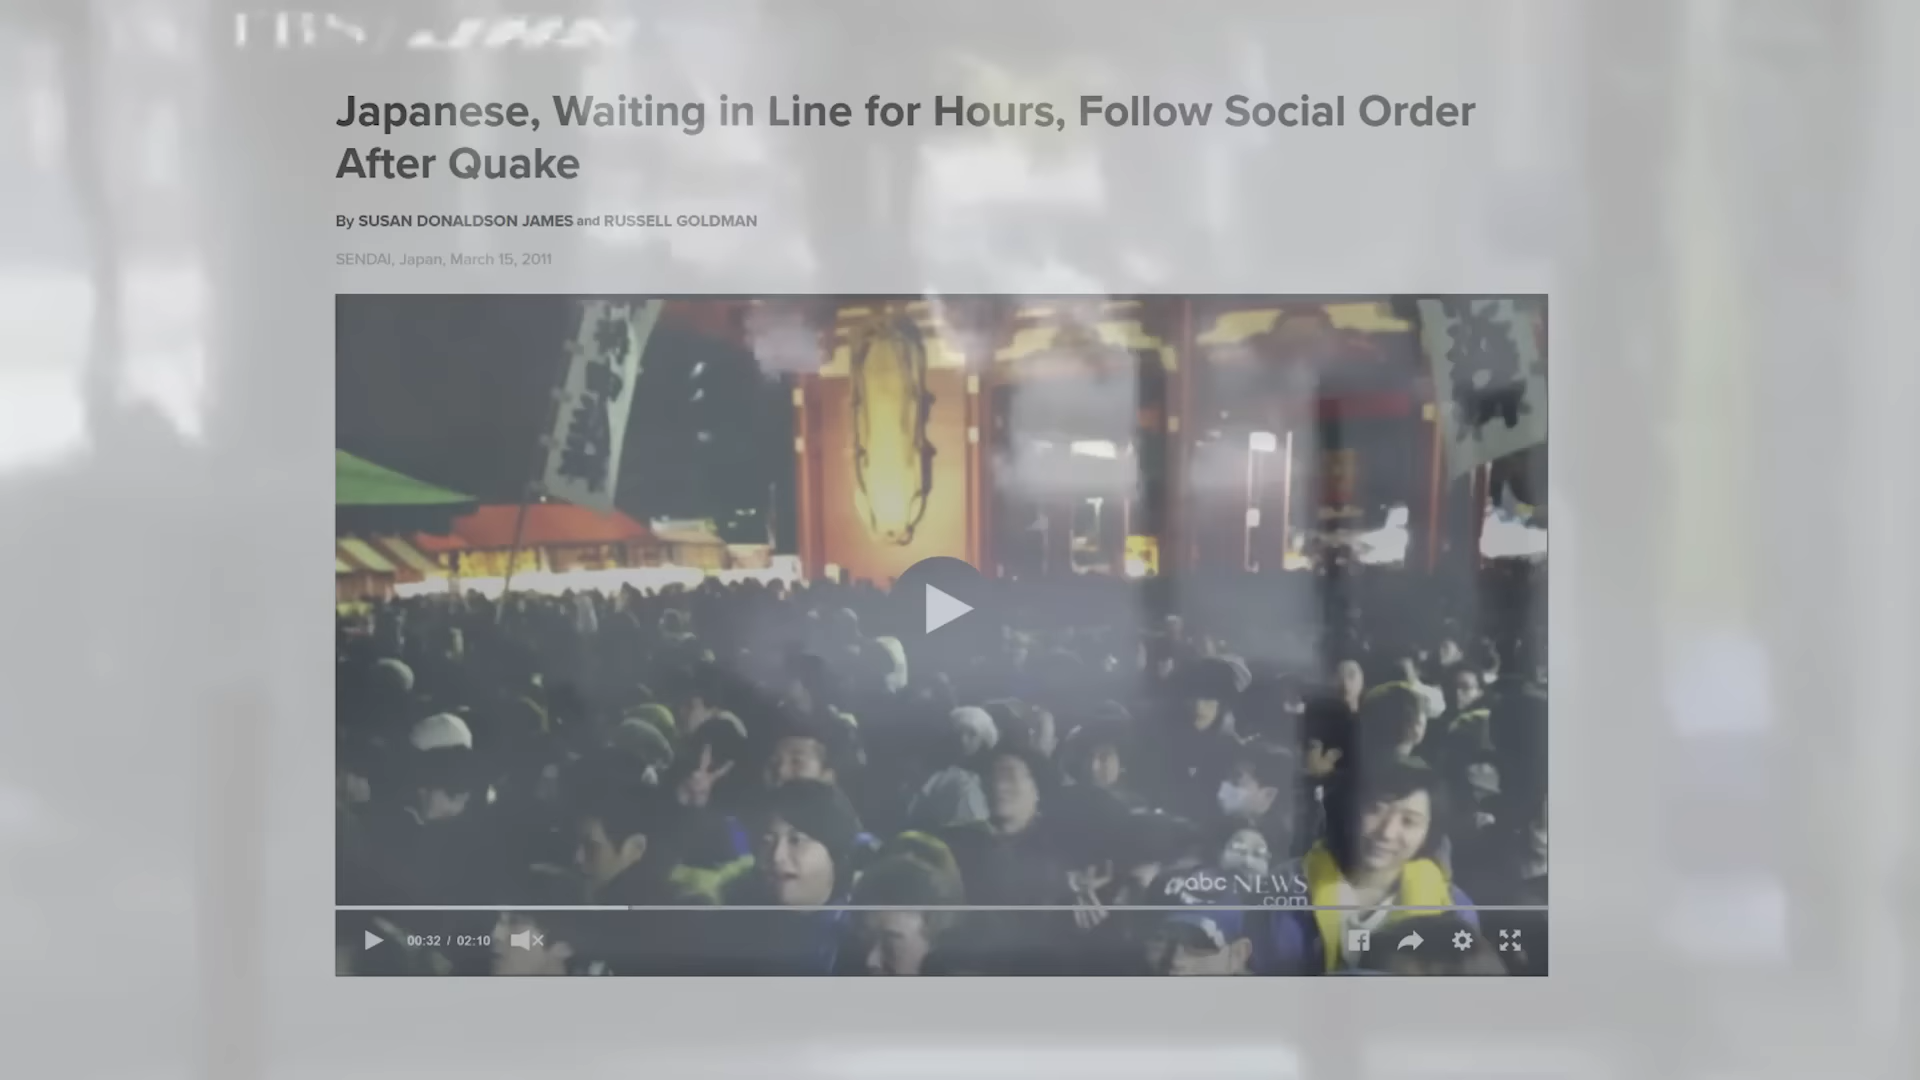 Japanese, Waiting in Line for Hours, Follow Social Order
After Quake
By SUSAN DONALDSON JAMES and RUSSELL GOLDMAN
SENDAI, Japan, March 15, 2011
abc NEWS
.com
00:32 / 02:10